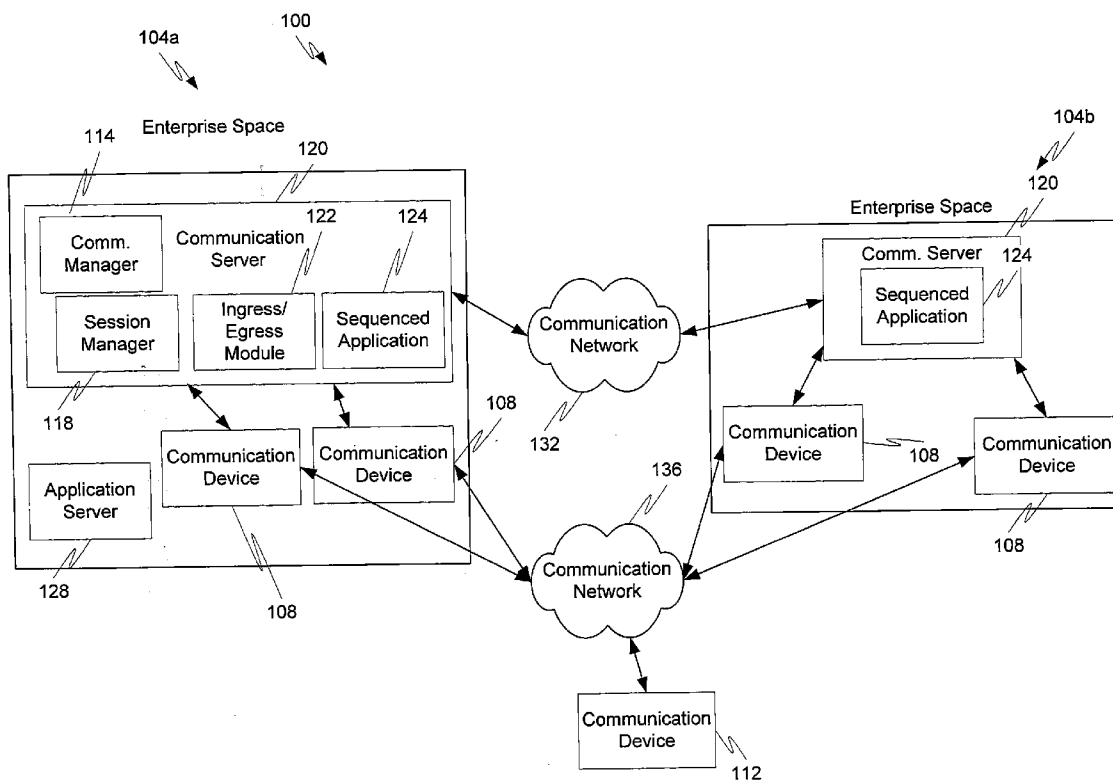 104a
100
Enterprise Space
114
120
Comm.
Manager
Communication
Server
122
124
Session
Manager
Ingress/
Egress
Module
Sequenced
Application
118
Communication
Device
108
Communication
Device
108
Application
Server
128
Communication
Network
132
136
Communication
Network
Communication
Device
112
104b
120
Enterprise Space
Comm. Server
124
Sequenced
Application
Communication
Device
108
Communication
Device
108